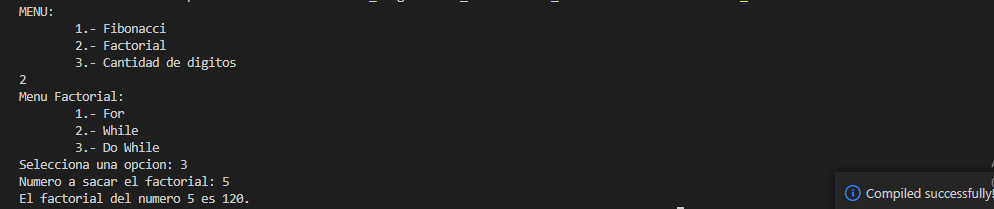 MENU:
1.- Fibonacci
2.- Factorial
3.- Cantidad de digitos
2
Menu Factorial:
1.- For
2.- While
3.- Do While
Selecciona una opcion: 3
Numero a sacar el factorial: 5
El factorial del numero 5 es 120.
Compiled successfully!